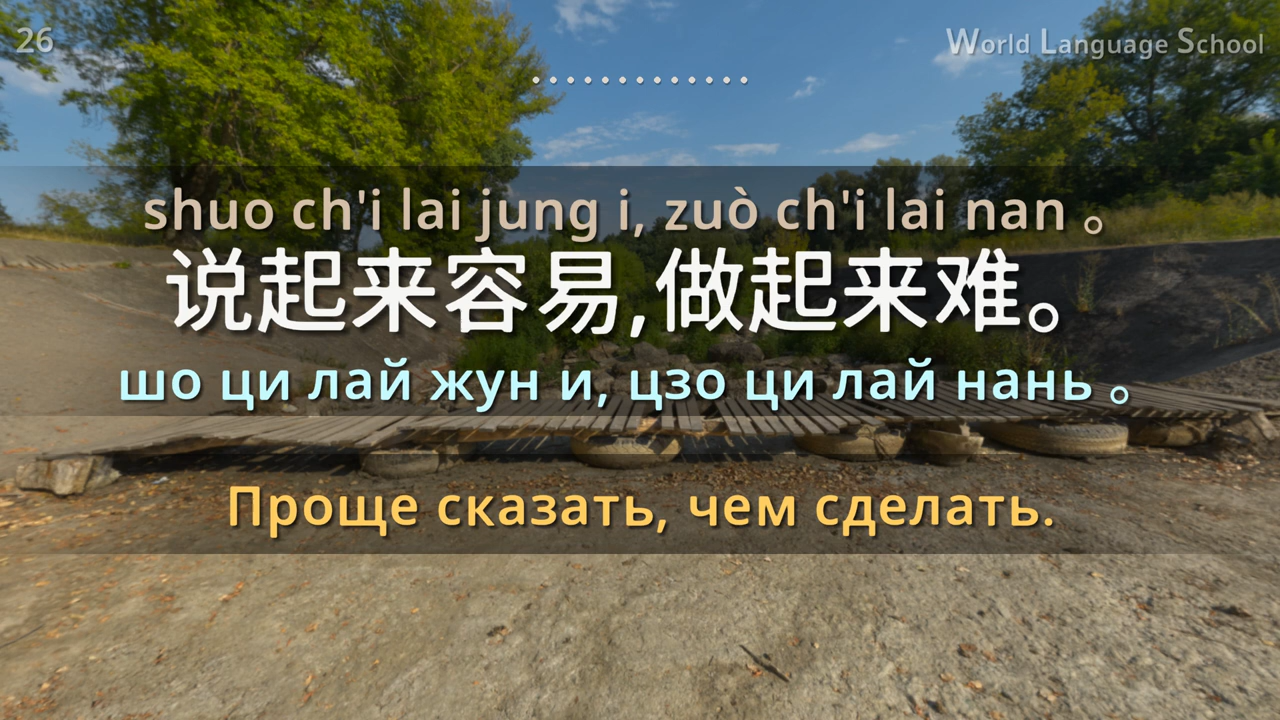 26
World Language School
shuo ch'i lai jung i, zuò ch'i lai nan 。
说起来容易,做起来难。
шо ци лай жун и, цзо ци лай нань 。
Проще сказать, чем сделать.